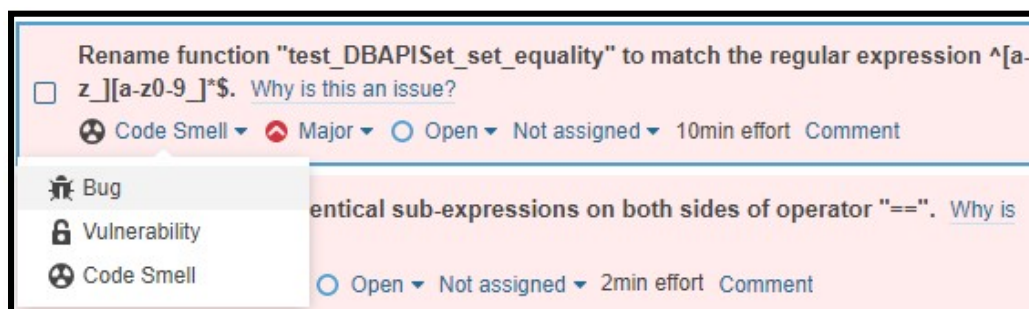 Rename function "test_DBAPISet_set_equality" to match the regular expression ^[a-
z_][a-z0-9_]*$. Why is this an issue?
Code Smell Major Open Not assigned 10min effort Comment
Bug
entical sub-expressions on both sides of operator "==". Why is
Vulnerability
Code Smell
Open Not assigned 2min effort Comment